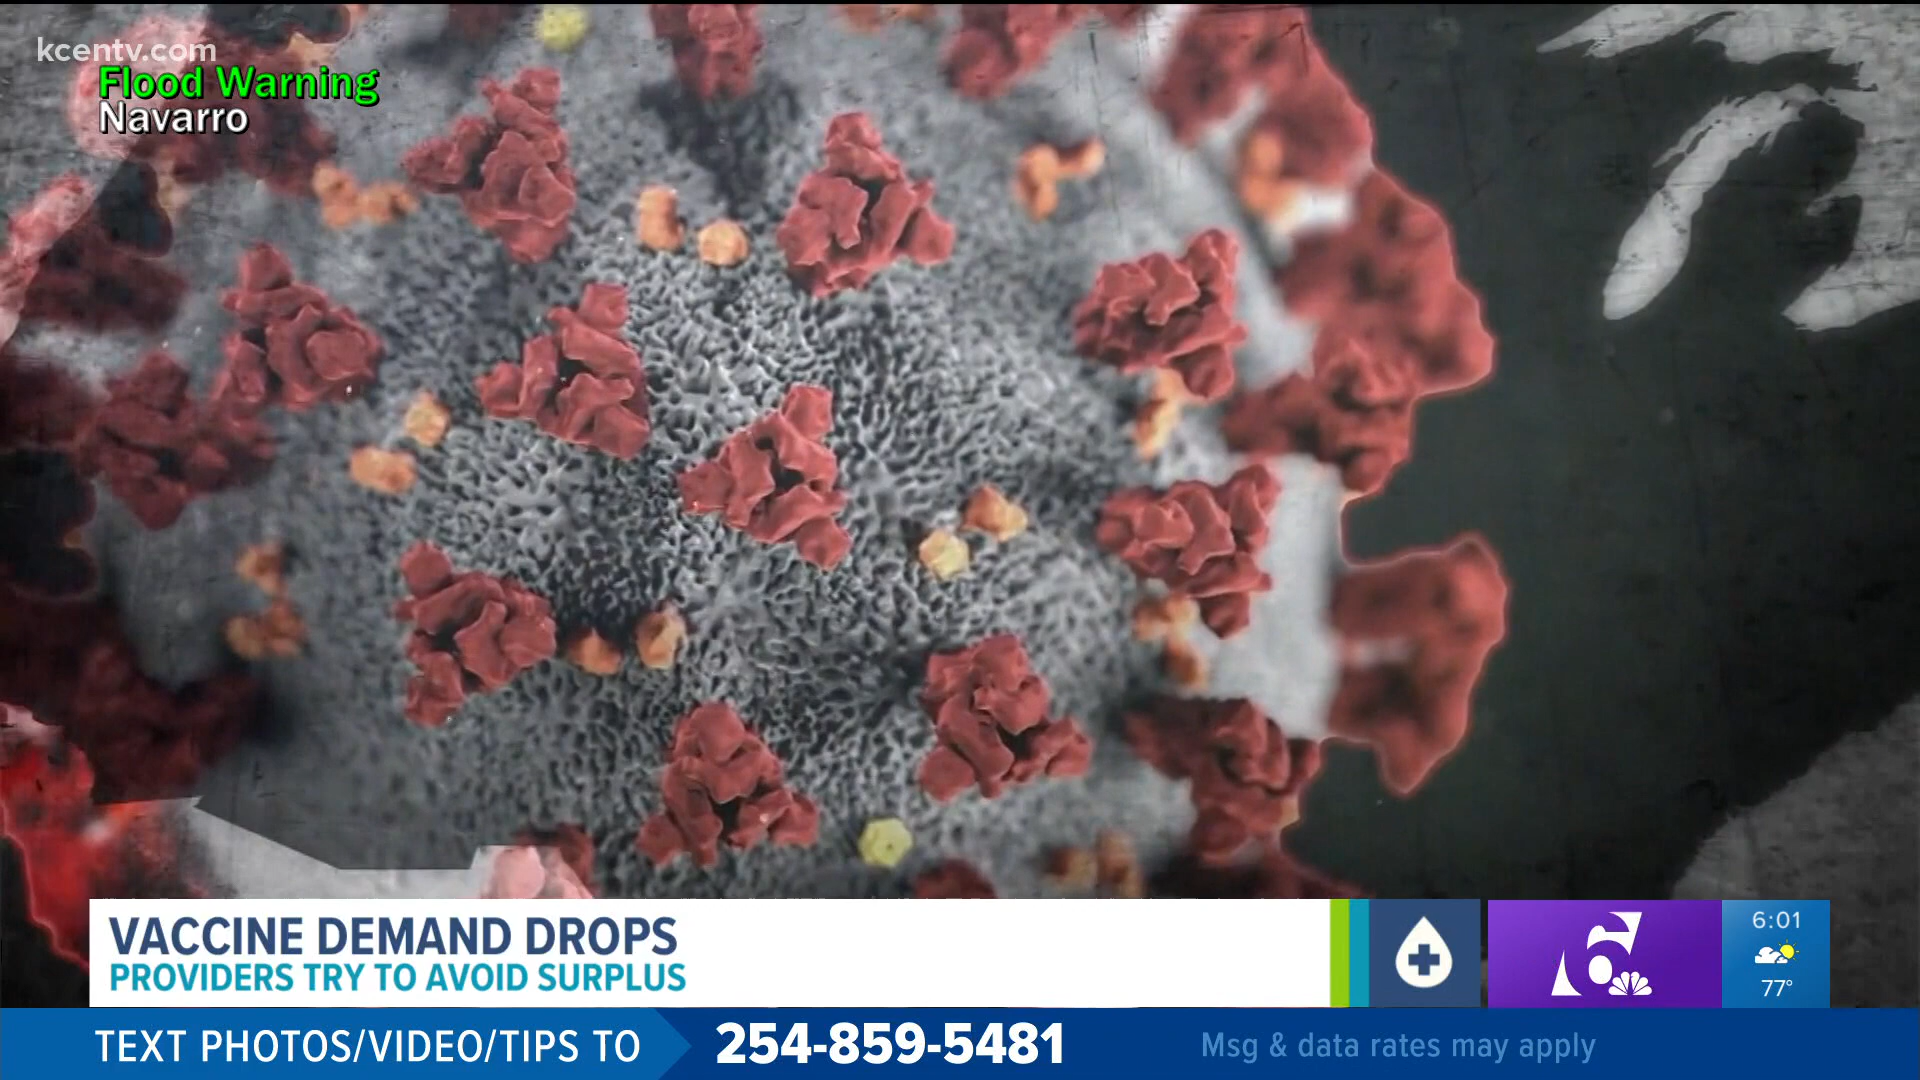 kcentv.com
Flood Warning
Navarro
VACCINE DEMAND DROPS
PROVIDERS TRY TO AVOID SURPLUS
6
6:01
77°
TEXT PHOTOS/VIDEO/TIPS TO 254-859-5481 Msg & data rates may apply